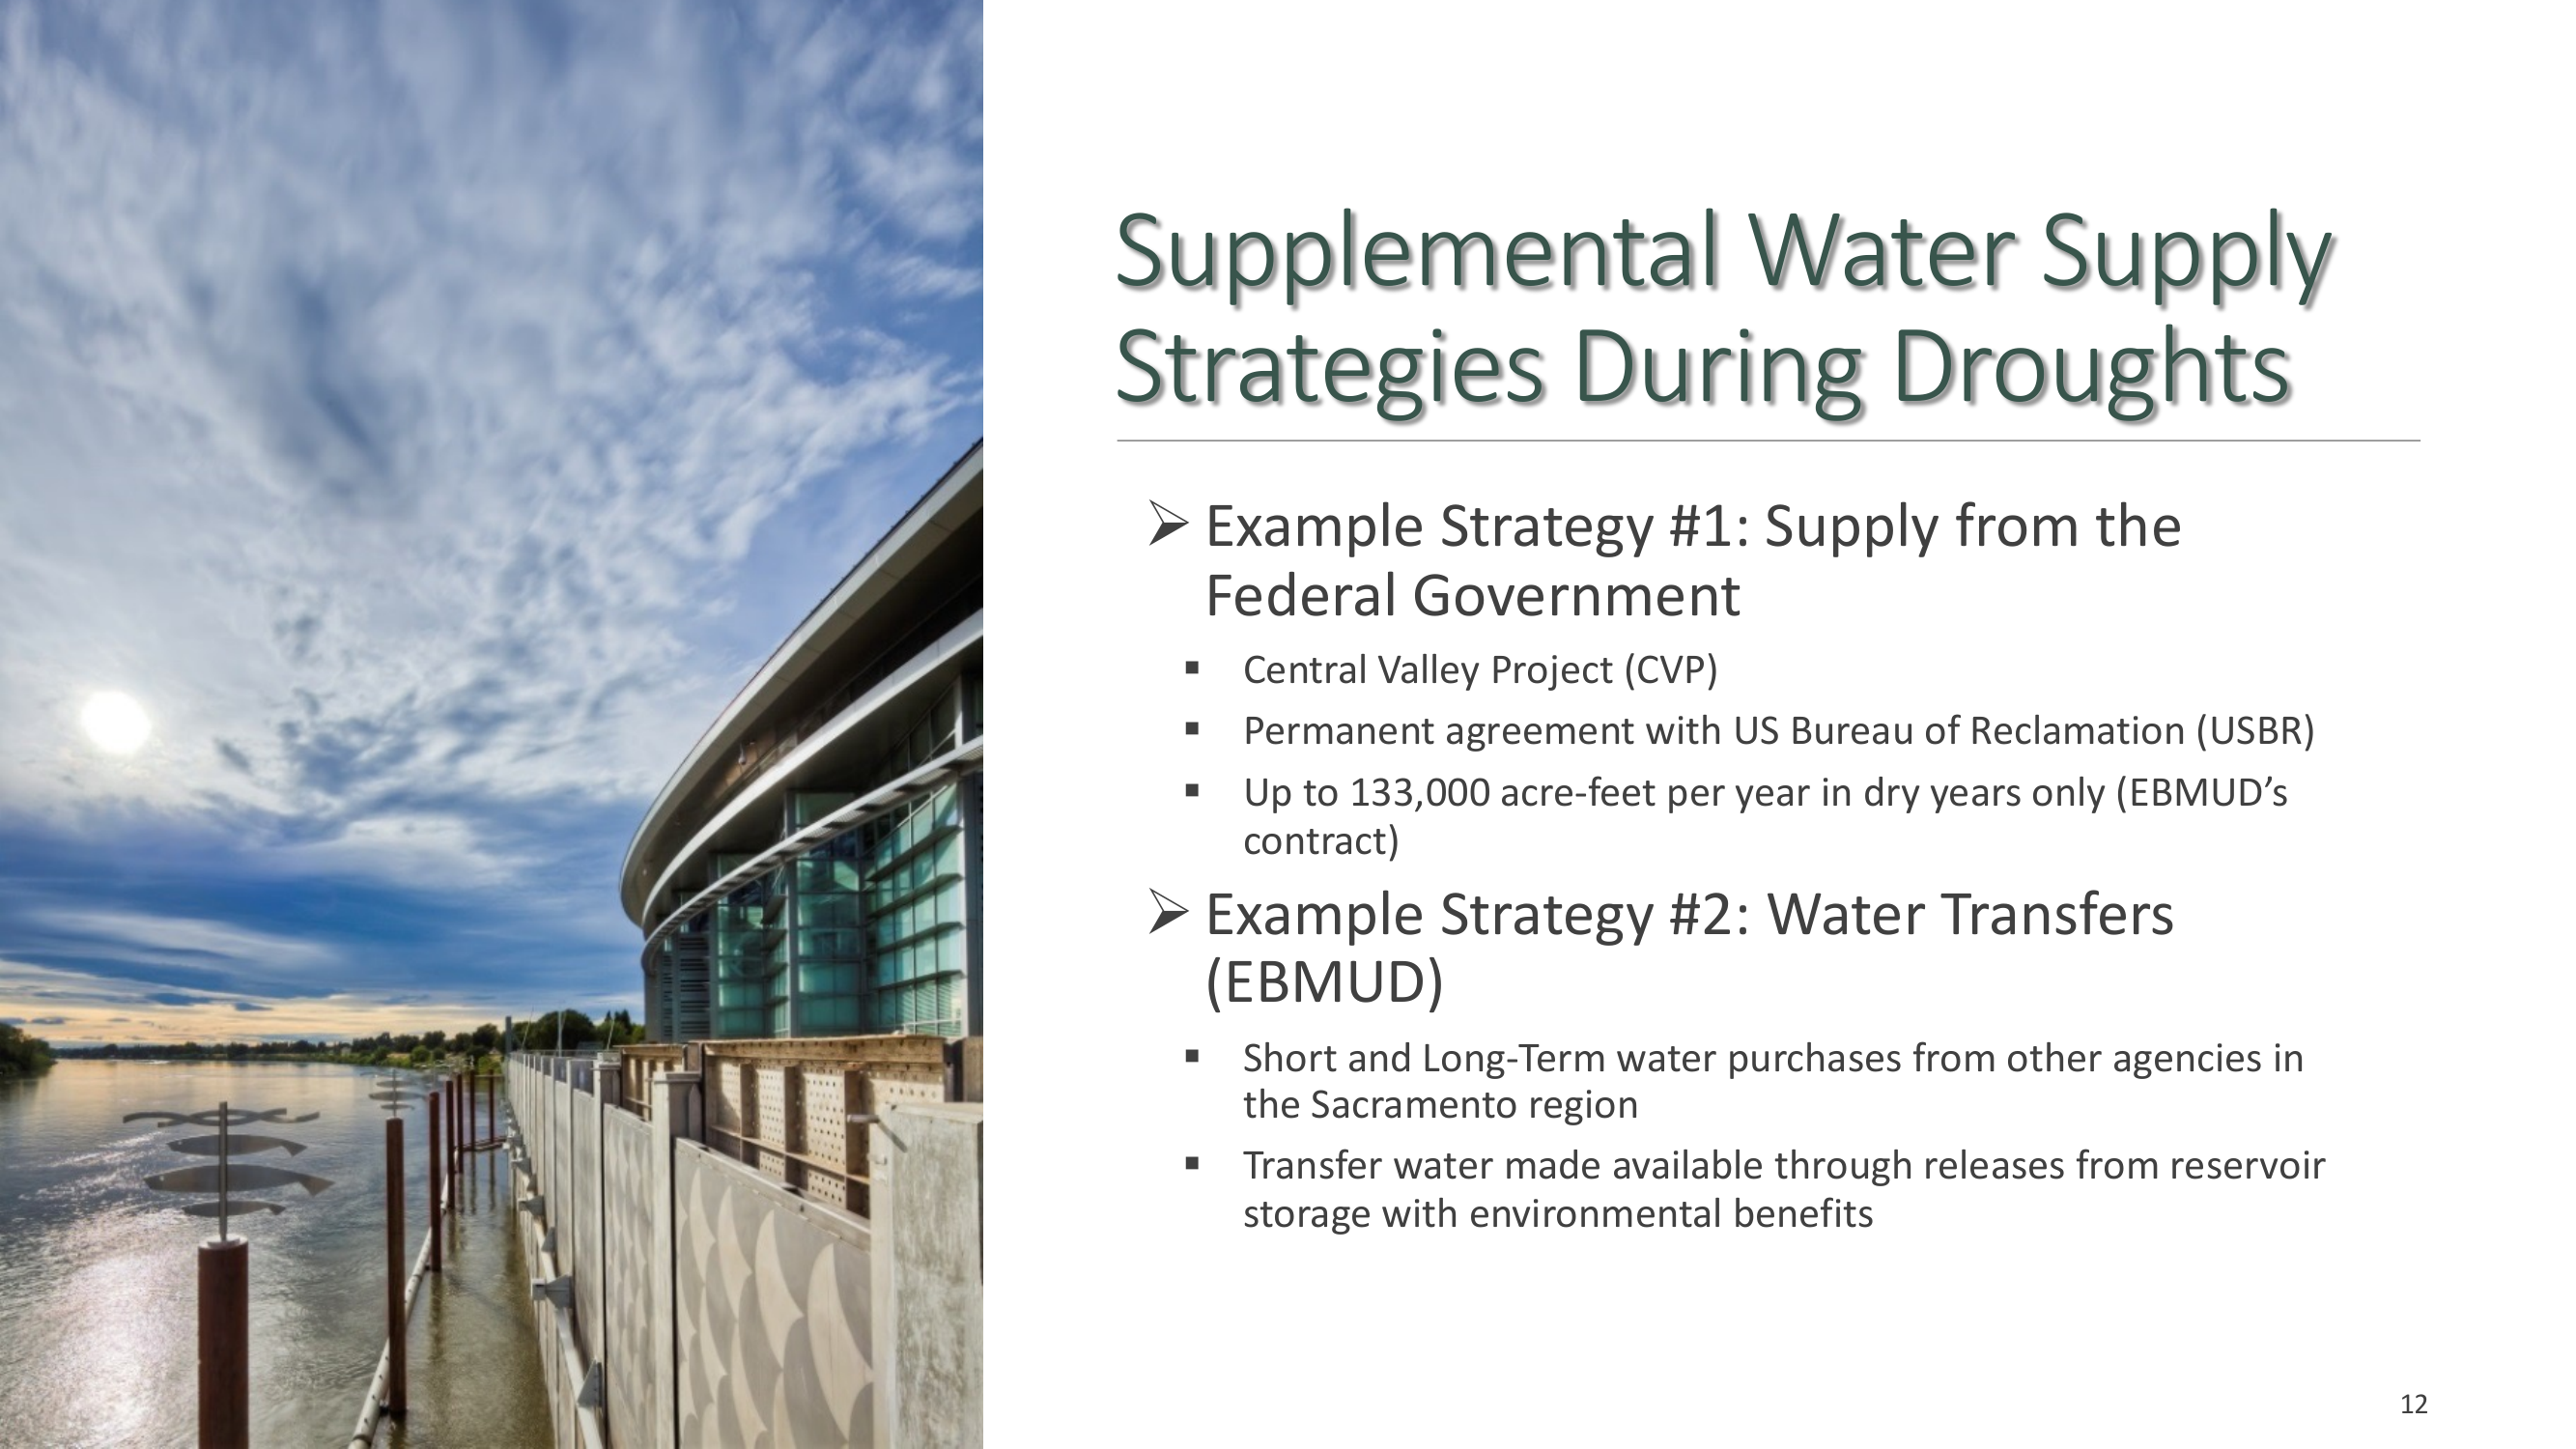 Supplemental Water Supply
Strategies During Droughts
➢ Example Strategy #1: Supply from the
Federal Government
▪ Central Valley Project (CVP)
▪ Permanent agreement with US Bureau of Reclamation (USBR)
▪ Up to 133,000 acre-feet per year in dry years only (EBMUD’s
contract)
➢ Example Strategy #2: Water Transfers
(EBMUD)
▪ Short and Long-Term water purchases from other agencies in
the Sacramento region
▪ Transfer water made available through releases from reservoir
storage with environmental benefits
12